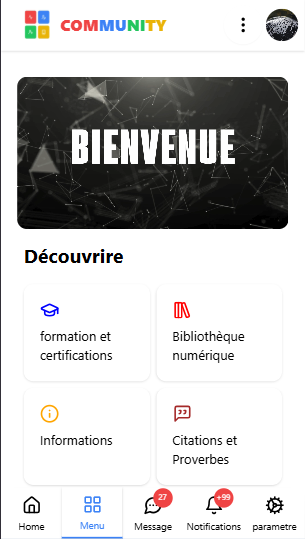 COMMUNITY
BIENVENUE
Découvrire
formation et
certifications
Bibliothèque
numérique
Informations
Citations et
Proverbes
27
+99
Home
Menu
Message
Notifications
parametre